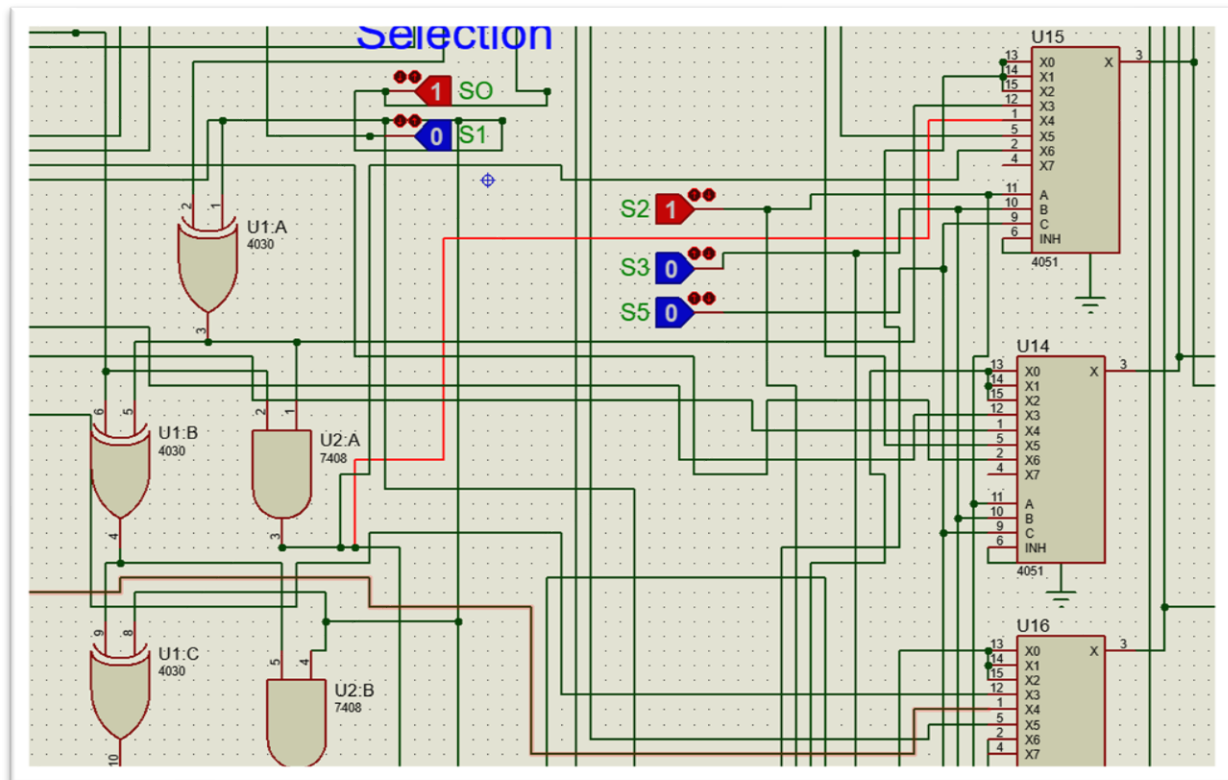 Selection
1 SO
0 S1
2 1
U1:A
4030
3
S2 1
S3 0
S5 0
U15
13 X0 X 3
14 X1
15 X2
12 X3
1 X4
5 X5
2 X6
4 X7
11 A
10 B
9 C
6 INH
4051
6 5
U1:B
4030
4
2 1
U2:A
7408
3
U14
13 X0 X 3
14 X1
15 X2
12 X3
1 X4
5 X5
2 X6
4 X7
11 A
10 B
9 C
6 INH
4051
9 8
U1:C
4030
10
5 4
U2:B
7408
U16
13 X0 X 3
14 X1
15 X2
12 X3
1 X4
5 X5
2 X6
4 X7